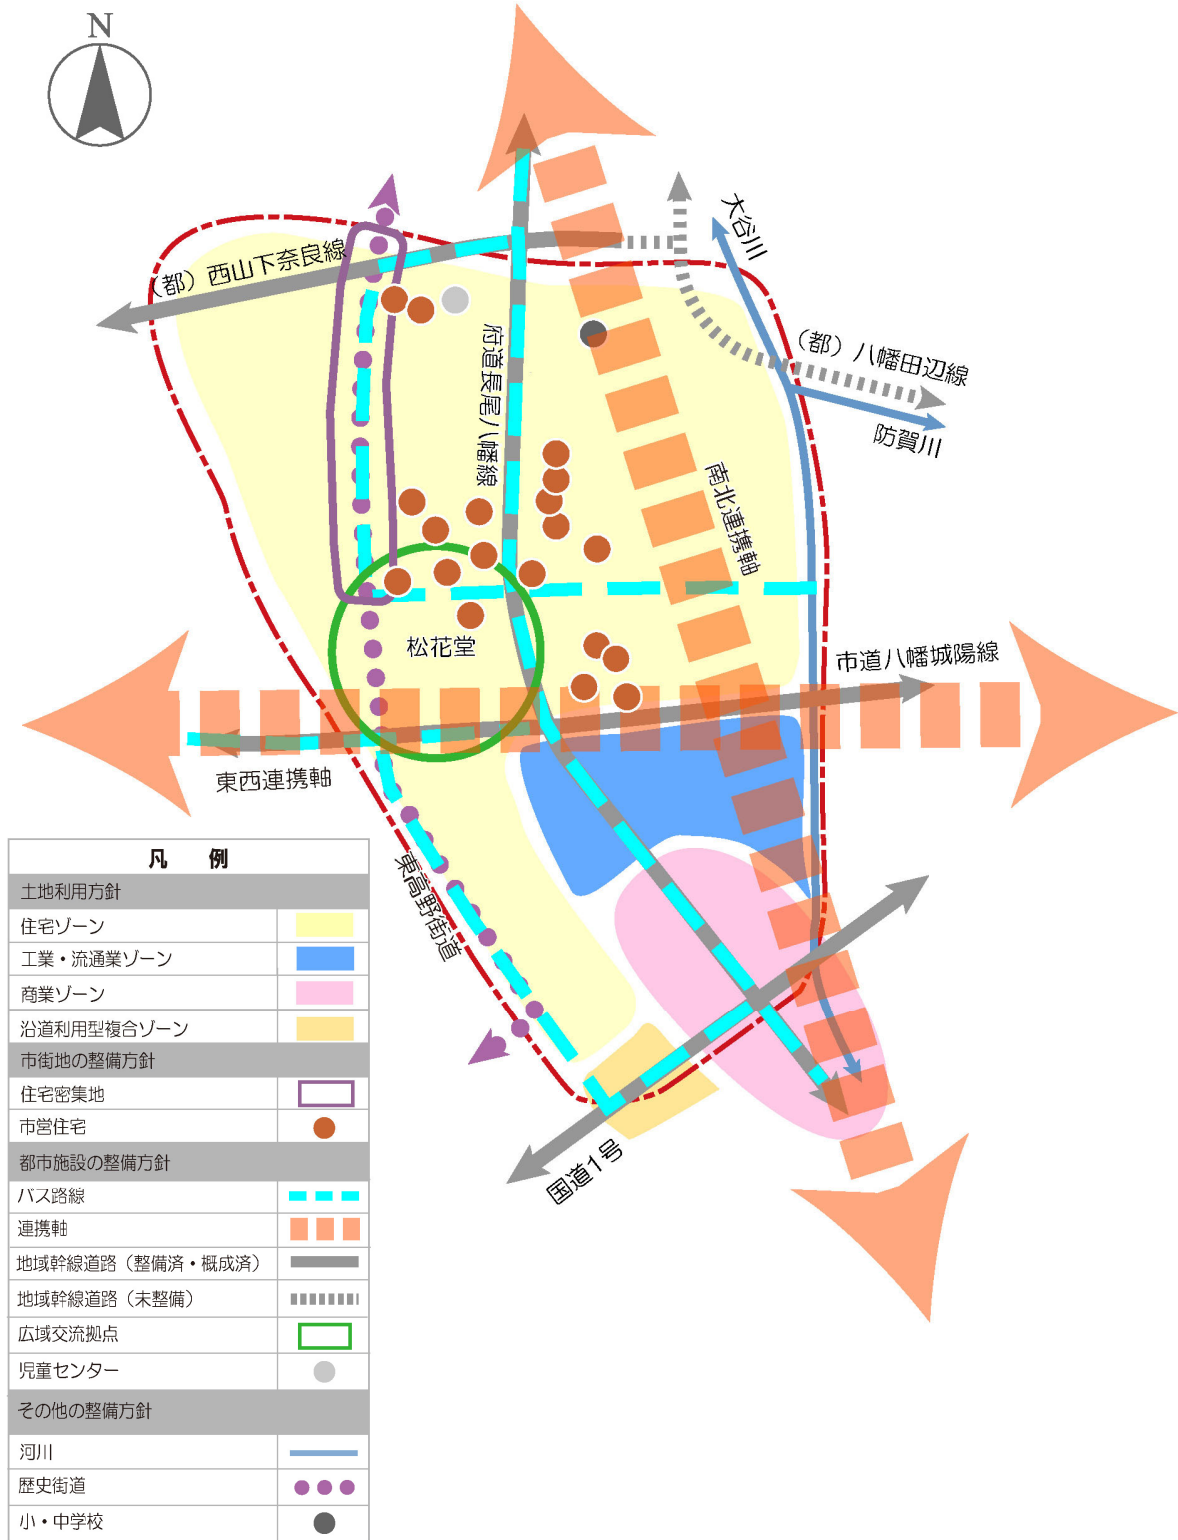 N
大谷川
（都）西山下奈良線
府道長尾八幡線
（都）八幡田辺線
防賀川
南北連携軸
松花堂
市道八幡城陽線
東西連携軸
東高野街道
国道1号
凡 例
土地利用方針
住宅ゾーン
工業・流通業ゾーン
商業ゾーン
沿道利用型複合ゾーン
市街地の整備方針
住宅密集地
市営住宅
都市施設の整備方針
バス路線
連携軸
地域幹線道路（整備済・概成済）
地域幹線道路（未整備）
広域交流拠点
児童センター
その他の整備方針
河川
歴史街道
小・中学校